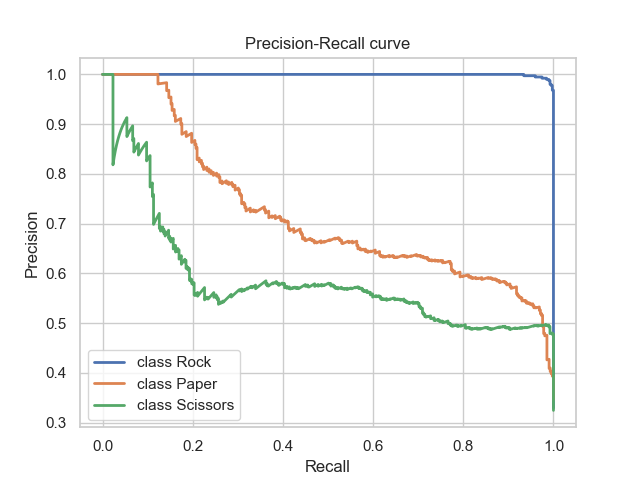 Precision-Recall curve
1.0
0.9
0.8
0.7
0.6
0.5
0.4
0.3
Precision
class Rock
class Paper
class Scissors
0.0 0.2 0.4 0.6 0.8 1.0
Recall